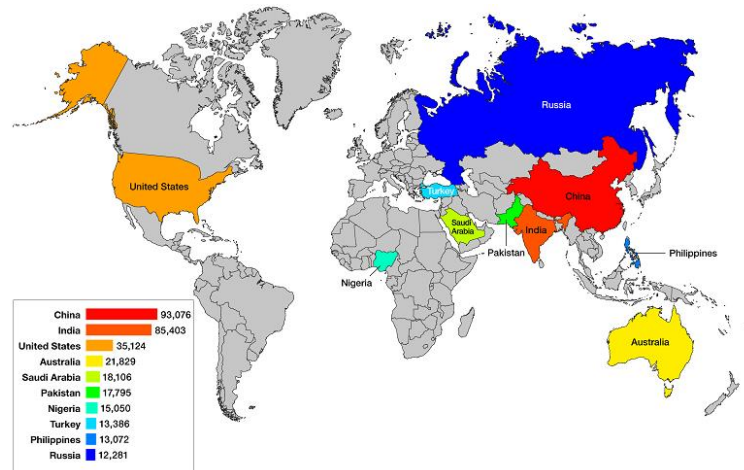 Russia
United States
Turkey
China
Saudi
Arabia
India
Pakistan
Philippines
Nigeria
Australia
China 93,076
India 85,403
United States 35,124
Australia 21,829
Saudi Arabia 18,106
Pakistan 17,795
Nigeria 15,050
Turkey 13,386
Philippines 13,072
Russia 12,281